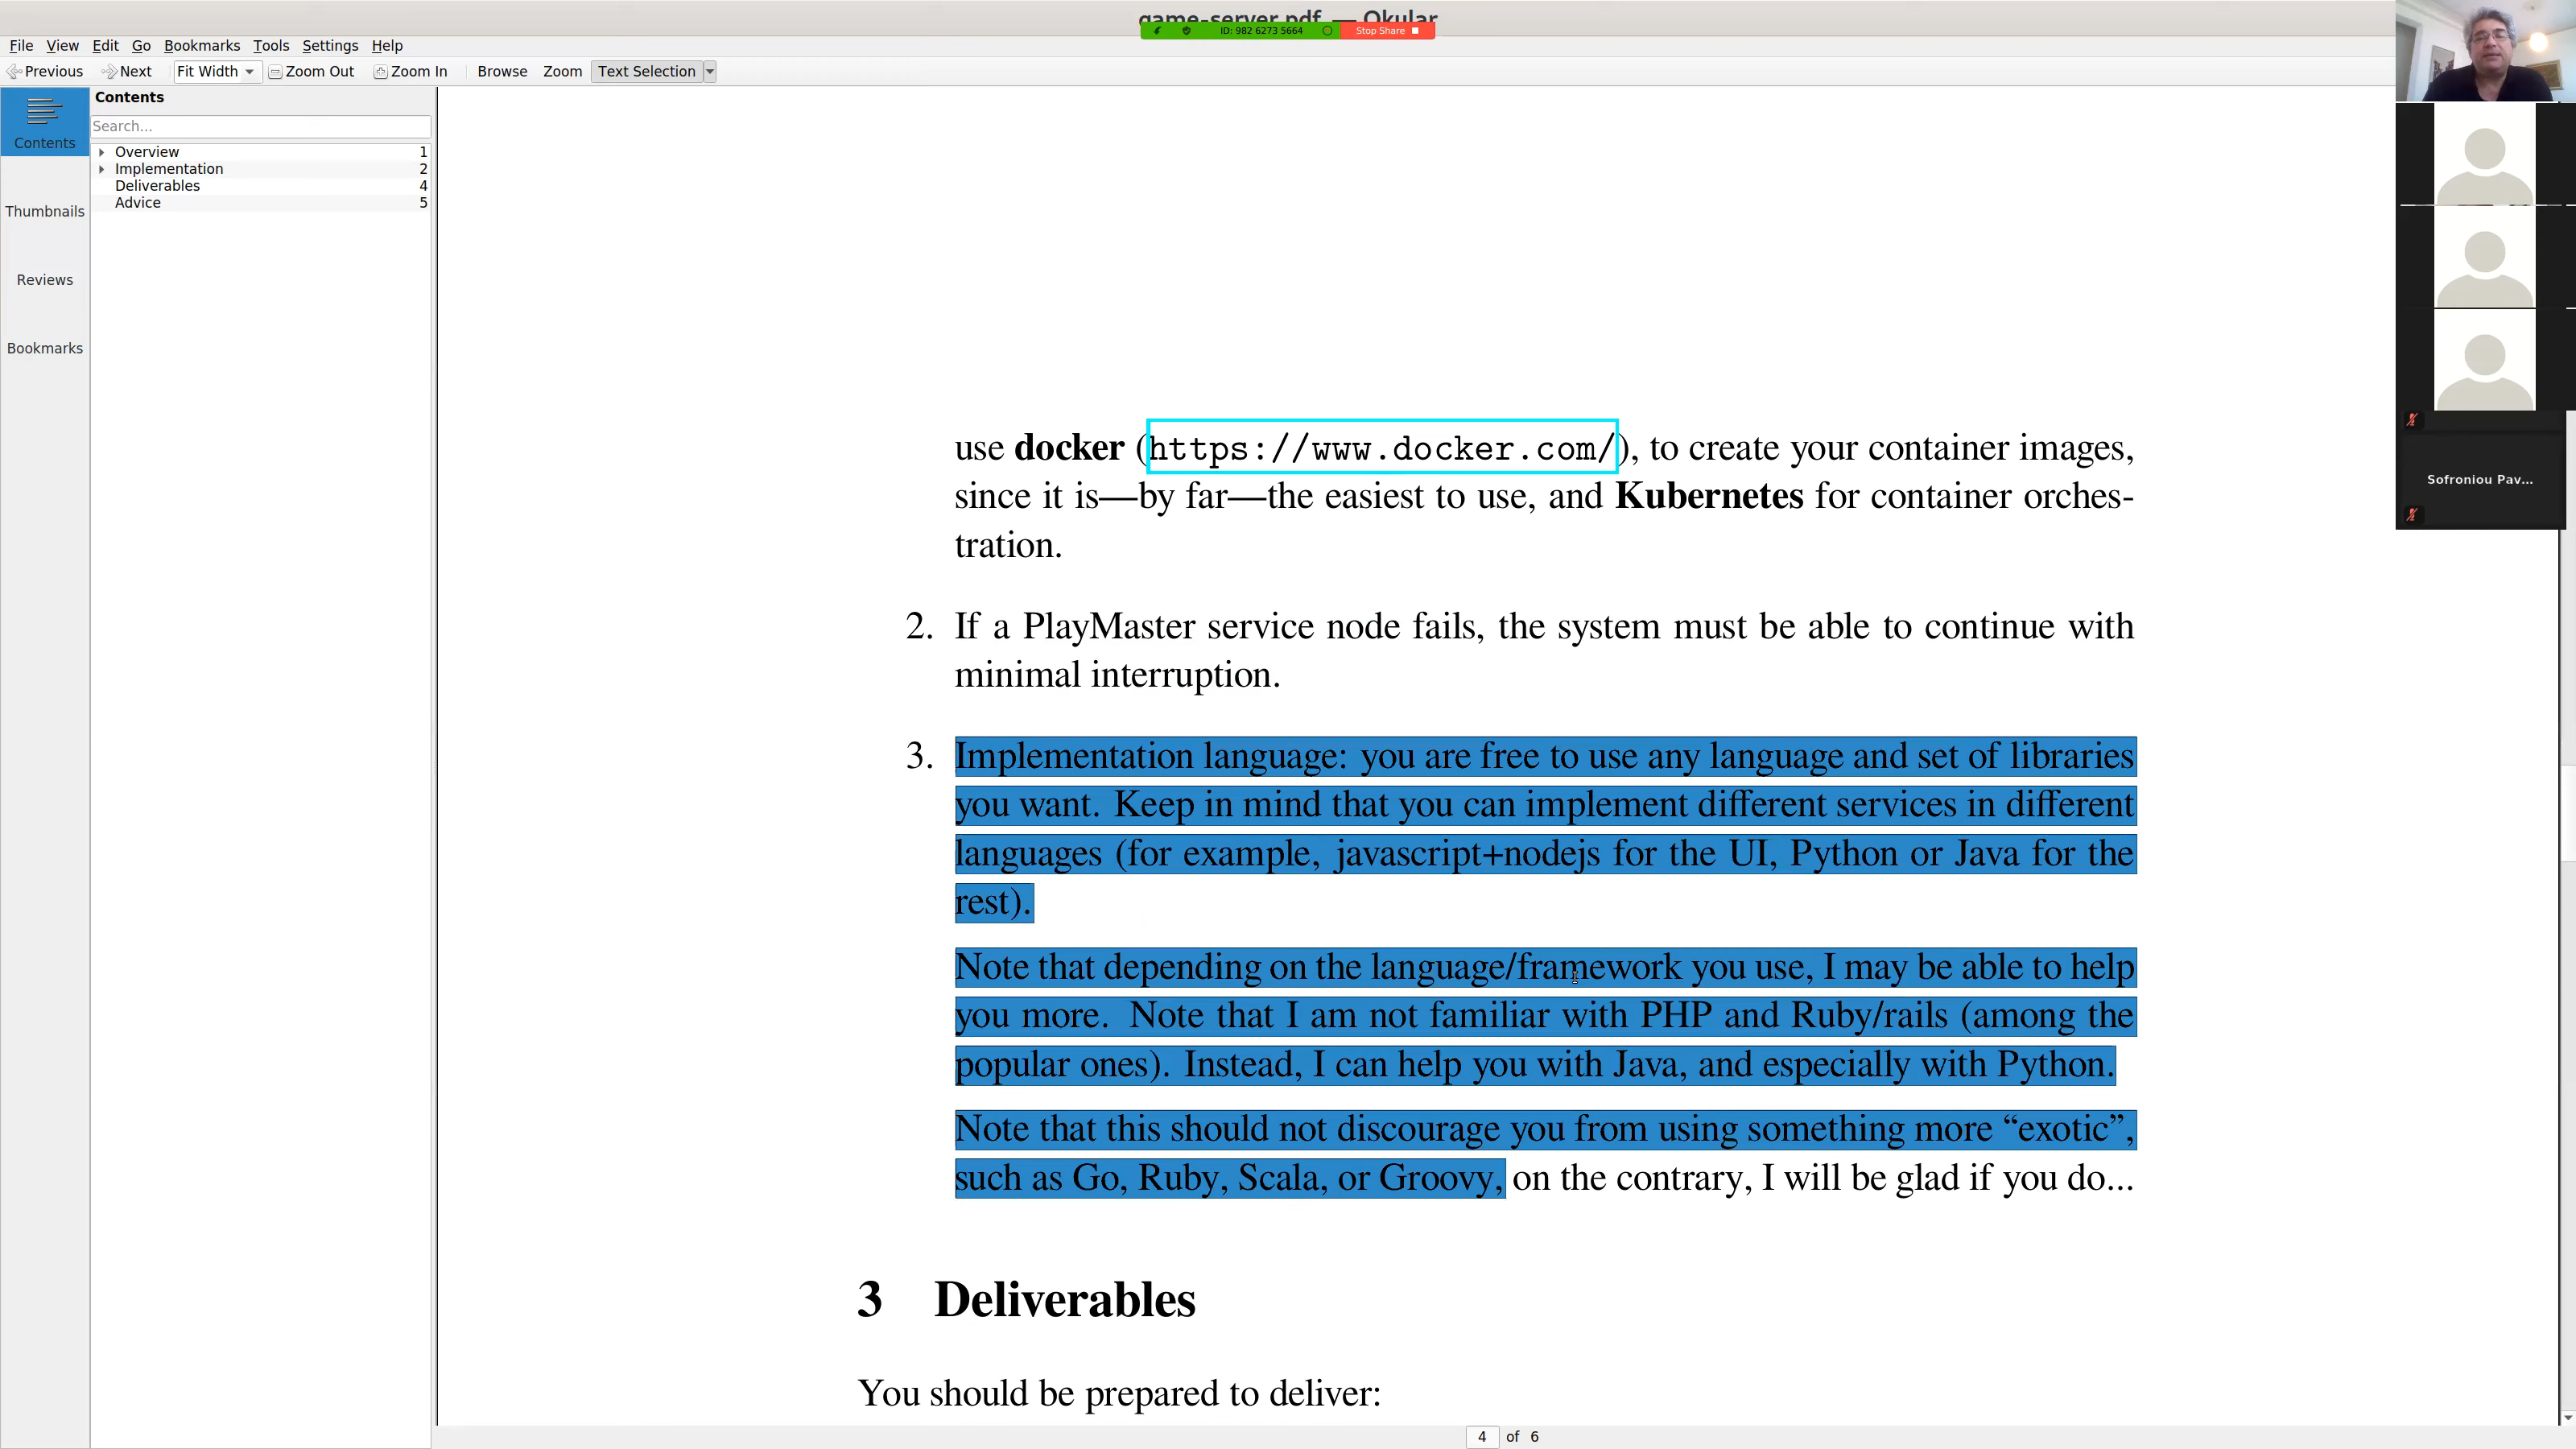 game-server.pdf — Okular
ID: 982 6273 5664
Stop Share
File View Edit Go Bookmarks Tools Settings Help
Previous Next Fit Width Zoom Out Zoom In Browse Zoom Text Selection
Contents
Thumbnails
Reviews
Bookmarks
Contents
Search...
Overview 1
Implementation 2
Deliverables 4
Advice 5
use docker (https://www.docker.com/), to create your container images,
since it is—by far—the easiest to use, and Kubernetes for container orches-
tration.
2. If a PlayMaster service node fails, the system must be able to continue with
minimal interruption.
3. Implementation language: you are free to use any language and set of libraries
you want. Keep in mind that you can implement different services in different
languages (for example, javascript+nodejs for the UI, Python or Java for the
rest).
Note that depending on the language/framework you use, I may be able to help
you more. Note that I am not familiar with PHP and Ruby/rails (among the
popular ones). Instead, I can help you with Java, and especially with Python.
Note that this should not discourage you from using something more “exotic”,
such as Go, Ruby, Scala, or Groovy, on the contrary, I will be glad if you do...
3 Deliverables
You should be prepared to deliver:
4 of 6
Sofroniou Pav...